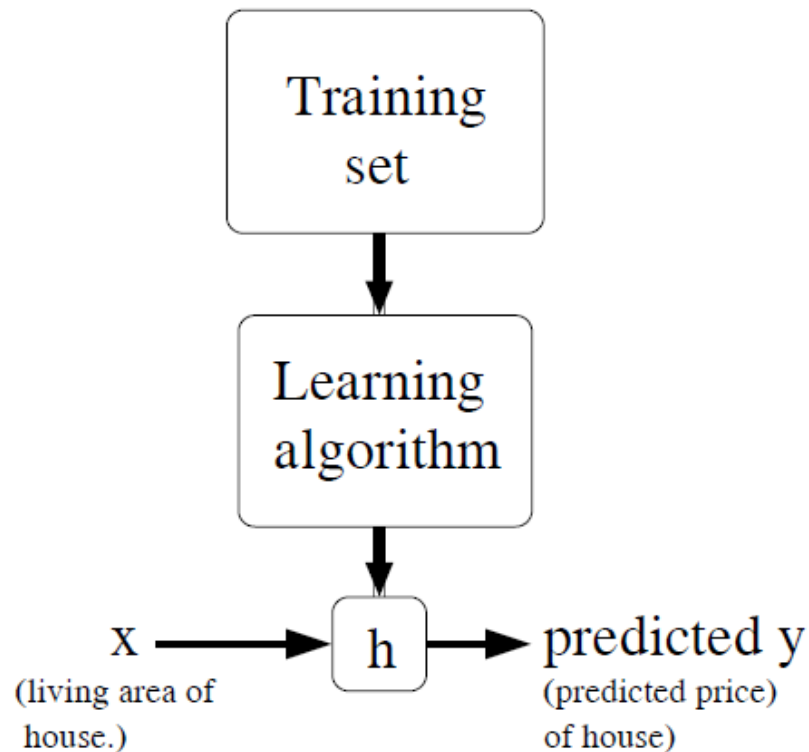 Training
set
Learning
algorithm
x
h
predicted y
(living area of
house.)
(predicted price)
of house)